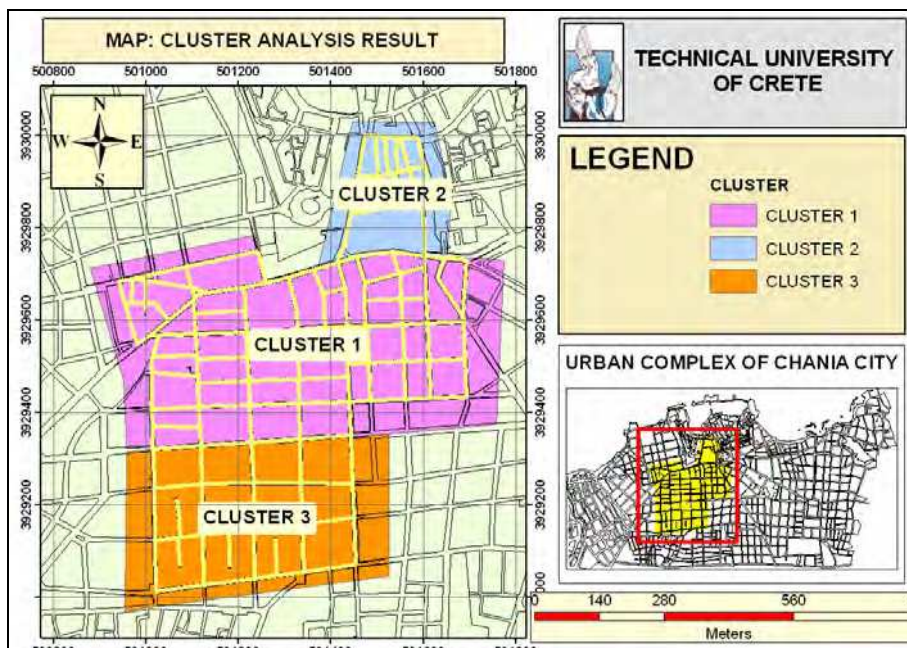 MAP: CLUSTER ANALYSIS RESULT
500800 501000 501200 501400 501600 501800
N
W E
S
3930000 3930000
3929800 3929800
3929600 3929600
3929400 3929400
3929200 3929200
CLUSTER 2
CLUSTER 1
CLUSTER 3
TECHNICAL UNIVERSITY
OF CRETE
LEGEND
CLUSTER
CLUSTER 1
CLUSTER 2
CLUSTER 3
URBAN COMPLEX OF CHANIA CITY
0 140 280 560
Meters